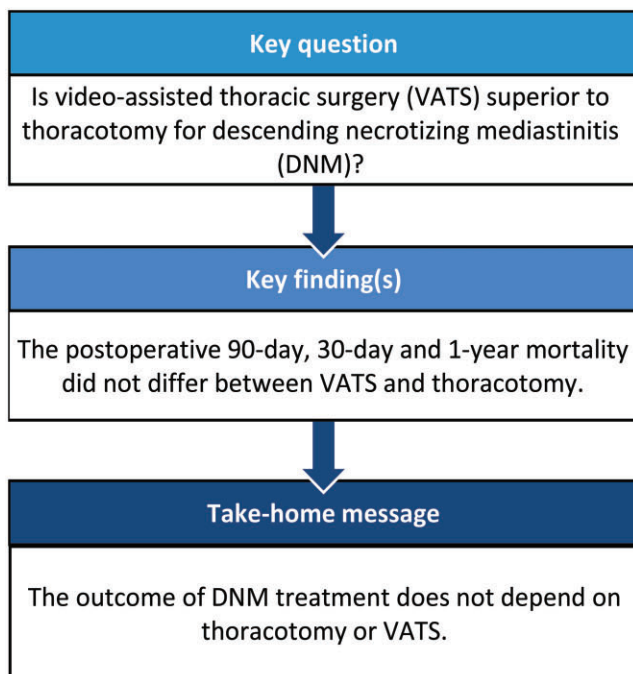 Key question
Is video-assisted thoracic surgery (VATS) superior to
thoracotomy for descending necrotizing mediastinitis
(DNM)?
Key finding(s)
The postoperative 90-day, 30-day and 1-year mortality
did not differ between VATS and thoracotomy.
Take-home message
The outcome of DNM treatment does not depend on
thoracotomy or VATS.